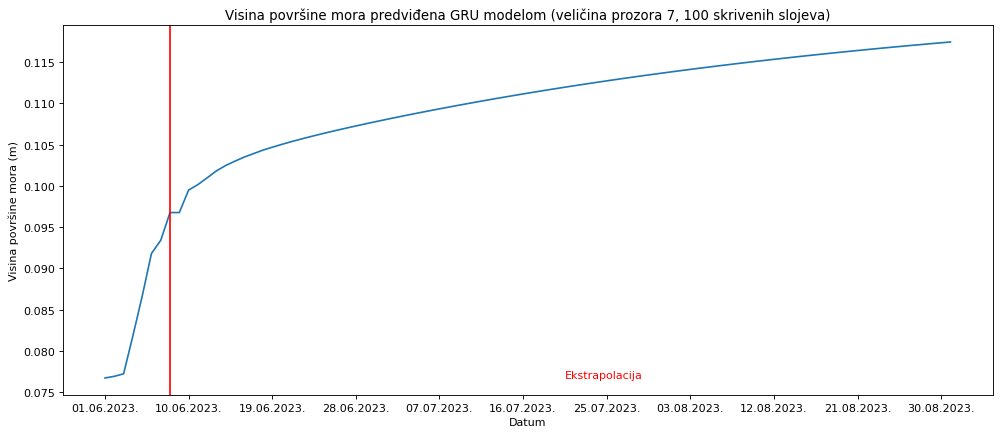 Visina površine mora predviđena GRU modelom (veličina prozora 7, 100 skrivenih slojeva)
Visina površine mora (m)
0.115
0.110
0.105
0.100
0.095
0.090
0.085
0.080
0.075
Ekstrapolacija
01.06.2023. 10.06.2023. 19.06.2023. 28.06.2023. 07.07.2023. 16.07.2023. 25.07.2023. 03.08.2023. 12.08.2023. 21.08.2023. 30.08.2023.
Datum